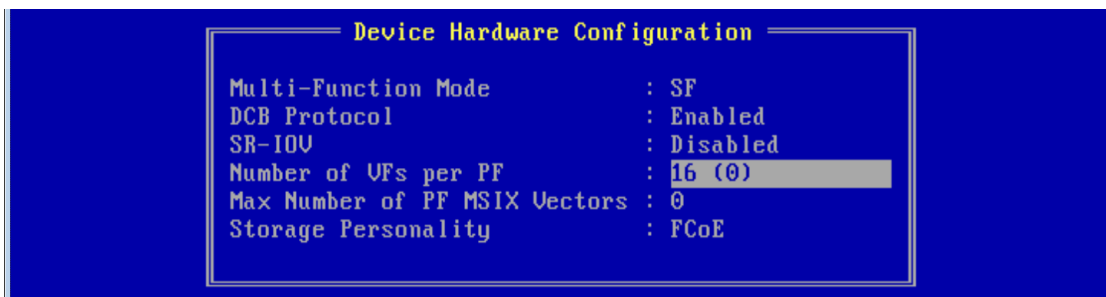 Device Hardware Configuration
Multi-Function Mode : SF
DCB Protocol : Enabled
SR-IOV : Disabled
Number of VFs per PF : 16 (0)
Max Number of PF MSIX Vectors : 0
Storage Personality : FCoE